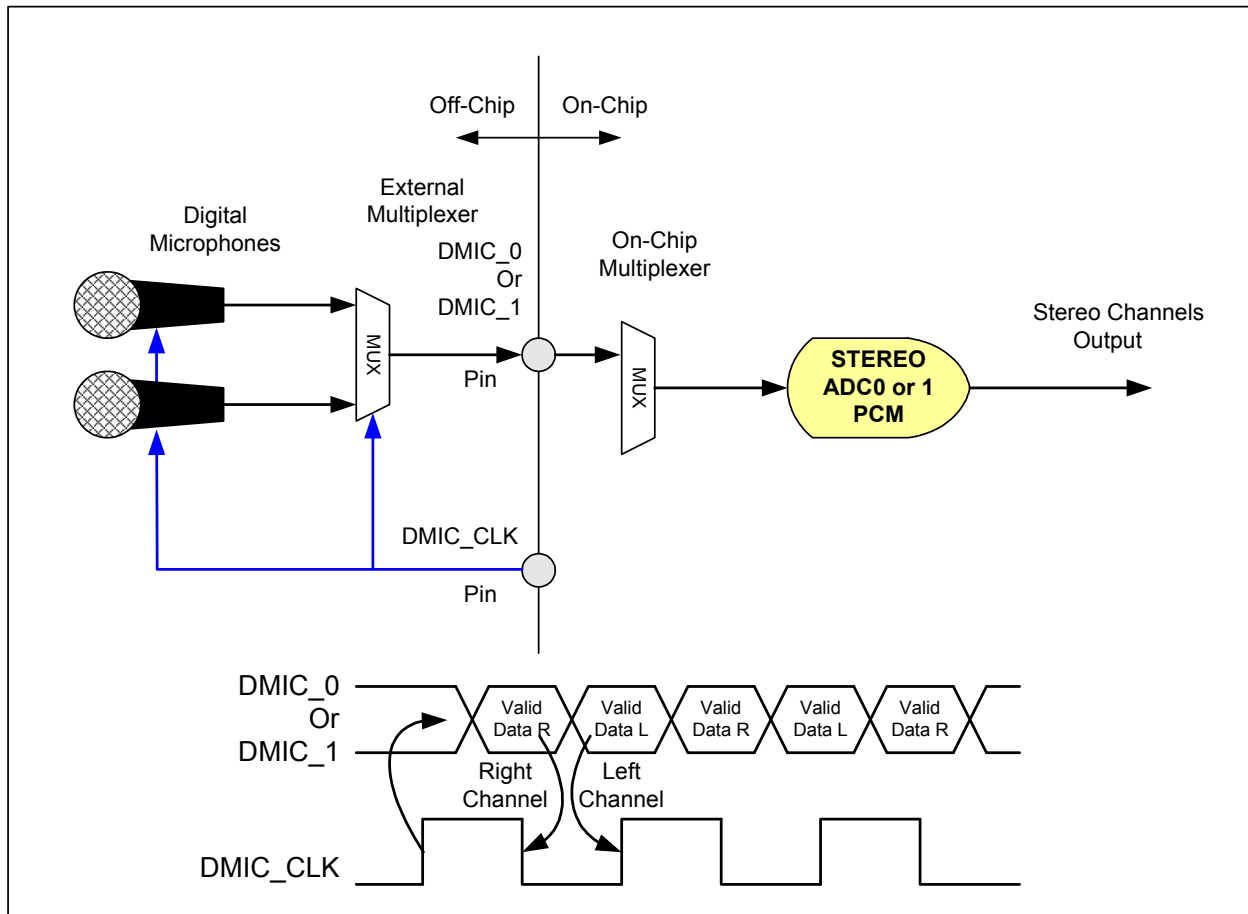 Off-Chip
On-Chip
External
Multiplexer
Digital
Microphones
DMIC_0
Or
DMIC_1
On-Chip
Multiplexer
Stereo Channels
Output
MUX
Pin
MUX
STEREO
ADC0 or 1
PCM
DMIC_CLK
Pin
DMIC_0
Or
DMIC_1
Valid
Data R
Valid
Data L
Valid
Data R
Valid
Data L
Valid
Data R
Right
Channel
Left
Channel
DMIC_CLK